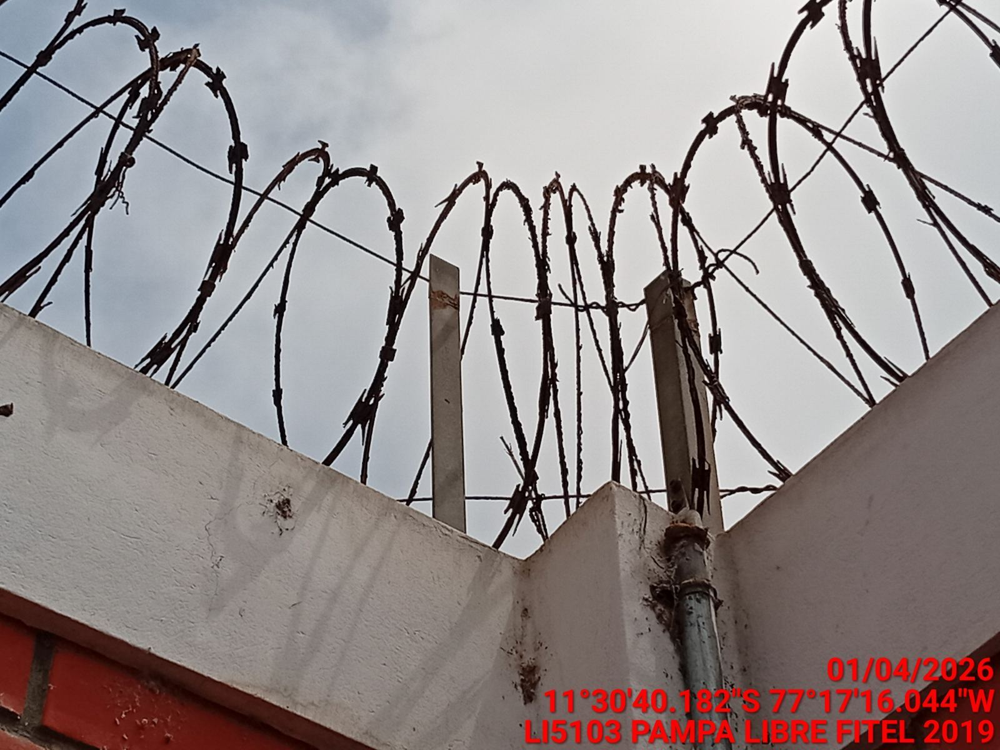 01/04/2026
11°30'40.182"S 77°17'16.044"W
LI5103 PAMPA LIBRE FITEL 2019